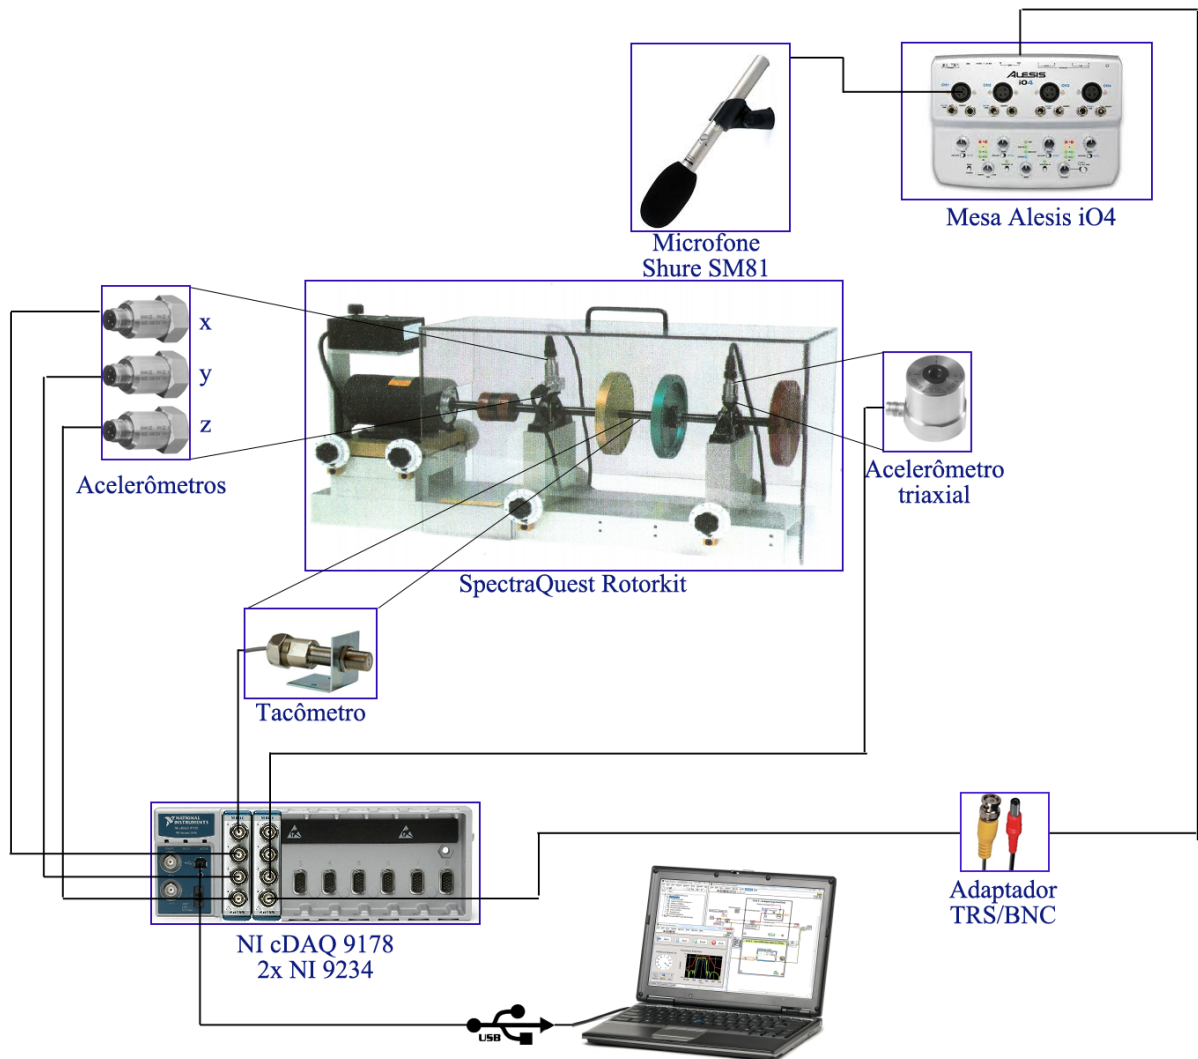 ALESIS
iO4
Mesa Alesis iO4
Microfone
Shure SM81
x
y
z
Acelerômetros
Acelerômetro
triaxial
SpectraQuest Rotorkit
Tacômetro
NATIONAL
INSTRUMENTS
NI cDAQ 9178
2x NI 9234
Adaptador
TRS/BNC
USB